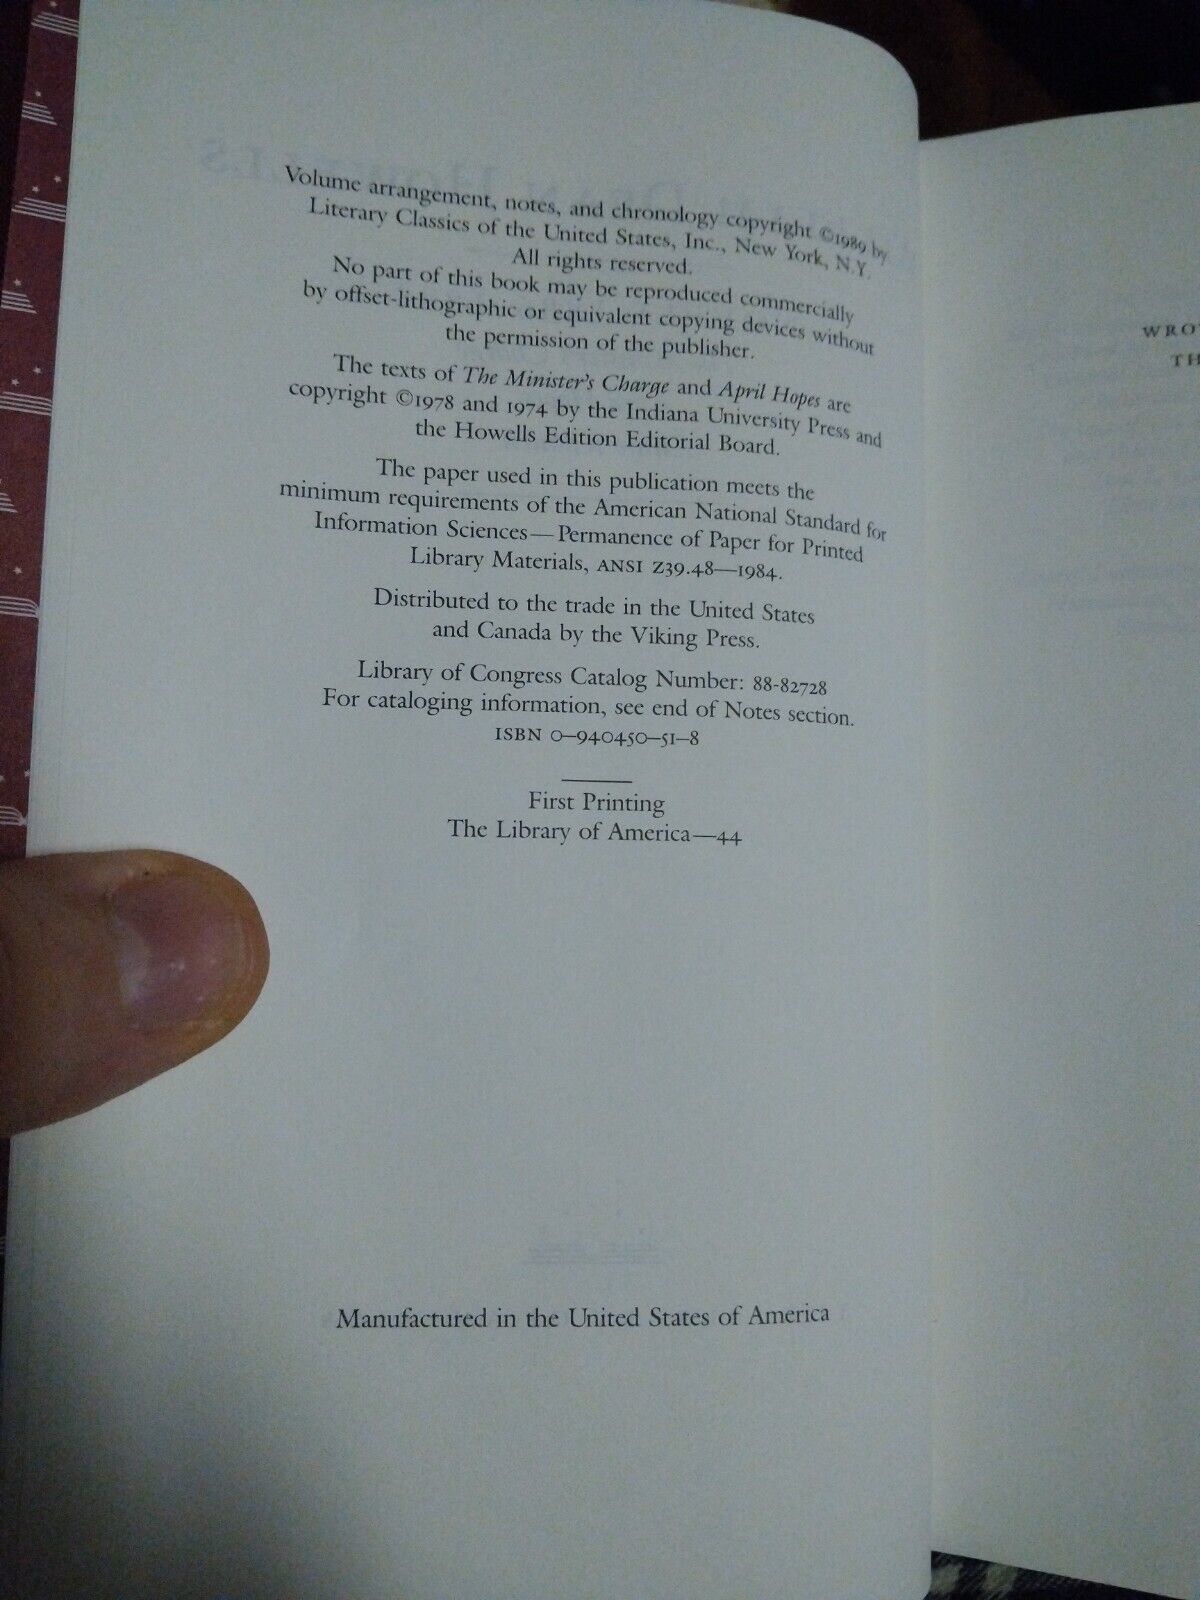 Volume arrangement, notes, and chronology copyright ©1989 by
Literary Classics of the United States, Inc., New York, N.Y.
All rights reserved.
No part of this book may be reproduced commercially
by offset-lithographic or equivalent copying devices without
the permission of the publisher.
The texts of The Minister's Charge and April Hopes are
copyright ©1978 and 1974 by the Indiana University Press and
the Howells Edition Editorial Board.
The paper used in this publication meets the
minimum requirements of the American National Standard for
Information Sciences—Permanence of Paper for Printed
Library Materials, ANSI Z39.48—1984.
Distributed to the trade in the United States
and Canada by the Viking Press.
Library of Congress Catalog Number: 88-82728
For cataloging information, see end of Notes section.
ISBN 0–940450–51–8
First Printing
The Library of America—44
Manufactured in the United States of America
WRO
TH